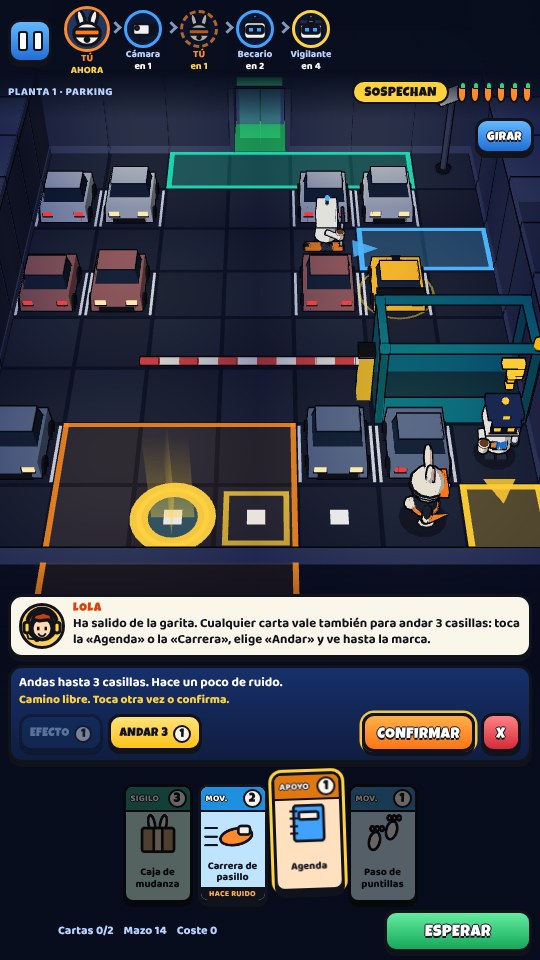 TÚ
AHORA
Cámara
en 1
TÚ
en 1
Becario
en 2
Vigilante
en 4
PLANTA 1 · PARKING
SOSPECHAN
GIRAR
LOLA
Ha salido de la garita. Cualquier carta vale también para andar 3 casillas: toca
la «Agenda» o la «Carrera», elige «Andar» y ve hasta la marca.
Andas hasta 3 casillas. Hace un poco de ruido.
Camino libre. Toca otra vez o confirma.
EFECTO 1
ANDAR 3 1
CONFIRMAR
X
SIGILO 3
Caja de
mudanza
MOV. 2
Carrera de
pasillo
HACE RUIDO
APOYO 1
Agenda
MOV. 1
Paso de
puntillas
Cartas 0/2 Mazo 14 Coste 0
ESPERAR